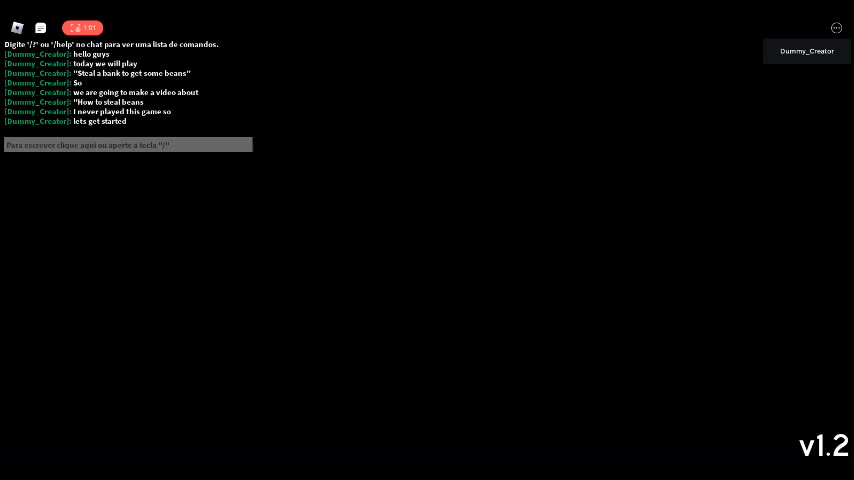 1:01
Digite '/?' ou '/help' no chat para ver uma lista de comandos.
[Dummy_Creator]: hello guys
Dummy_Creator
[Dummy_Creator]: today we will play
[Dummy_Creator]: "Steal a bank to get some beans"
[Dummy_Creator]: So
[Dummy_Creator]: we are going to make a video about
[Dummy_Creator]: "How to steal beans
[Dummy_Creator]: I never played this game so
[Dummy_Creator]: lets get started
Para escrever clique aqui ou aperte a tecla "/"
v1.2